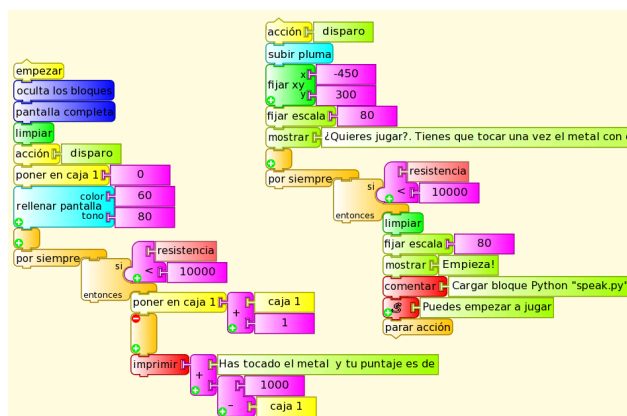 empezar
oculta los bloques
pantalla completa
limpiar
acción disparo
poner en caja 1 0
rellenar pantalla color 60
tono 80
por siempre
si resistencia
< 10000
entonces
poner en caja 1 + caja 1
1
imprimir + Has tocado el metal y tu puntaje es de
1000
- caja 1
acción disparo
subir pluma
fijar xy x -450
y 300
fijar escala 80
mostrar ¿Quieres jugar?. Tienes que tocar una vez el metal con
por siempre
si resistencia
< 10000
entonces
limpiar
fijar escala 80
mostrar Empieza!
comentar Cargar bloque Python "speak.py"
Puedes empezar a jugar
parar acción